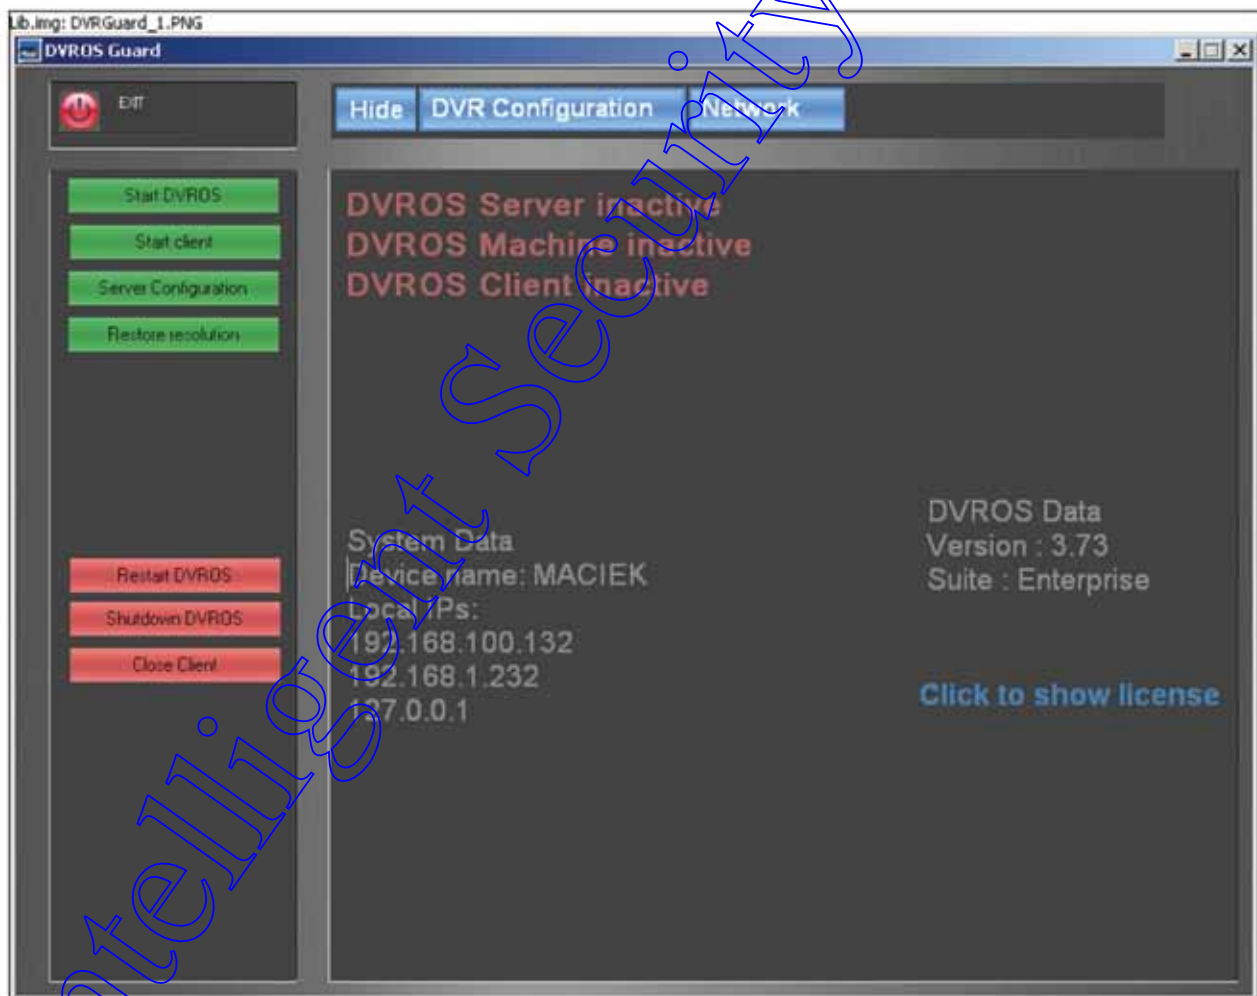 Lib.img: DVRGuard_1.PNG
DVROS Guard
EXIT
Hide DVR Configuration Network
Start DVROS
Start client
Server Configuration
Restore resolution
Restart DVROS
Shutdown DVROS
Close Client
DVROS Server inactive
DVROS Machine inactive
DVROS Client inactive
System Data
Device name: MACIEK
Local IPs:
192.168.100.132
192.168.1.232
127.0.0.1
DVROS Data
Version : 3.73
Suite : Enterprise
Click to show license
ntelligent Security